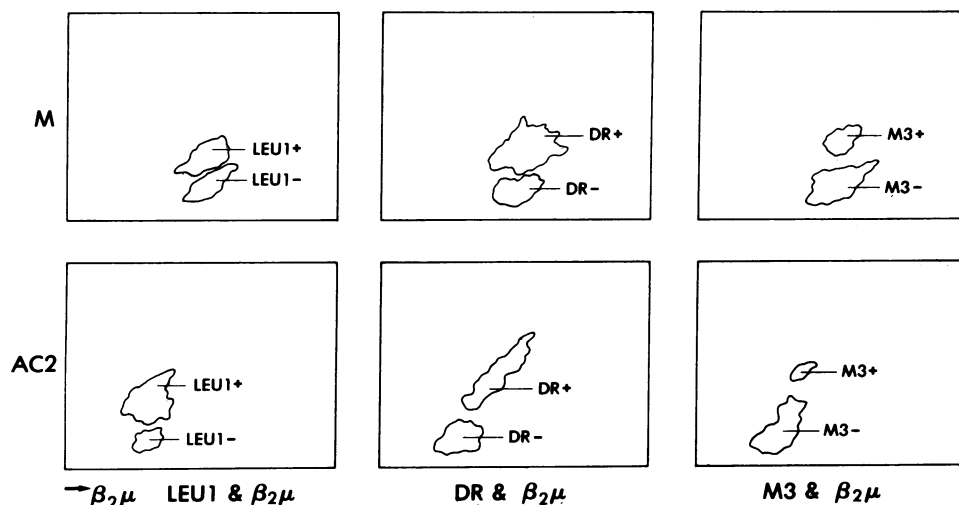 M
LEU1+
LEU1−
DR+
DR−
M3+
M3−
AC2
LEU1+
LEU1−
DR+
DR−
M3+
M3−
→β₂μ LEU1 & β₂μ DR & β₂μ M3 & β₂μ